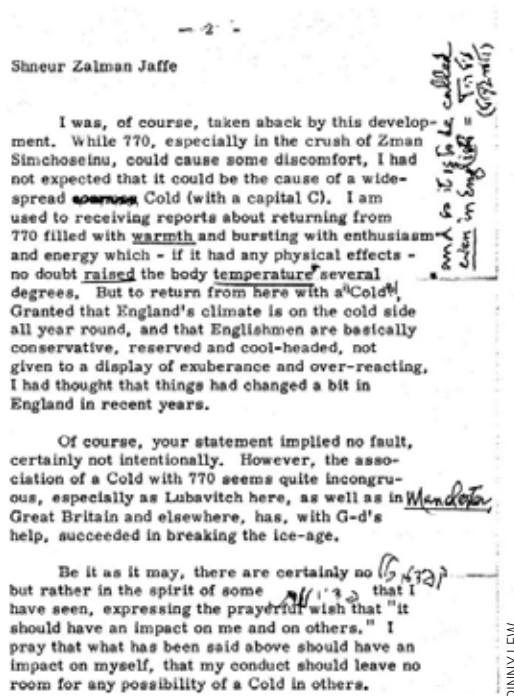 - 2 -
Shneur Zalman Jaffe
I was, of course, taken aback by this develop-
ment. While 770, especially in the crush of Zman
Simchoseinu, could cause some discomfort, I had
not expected that it could be the cause of a wide-
spread Cold (with a capital C). I am
used to receiving reports about returning from
770 filled with warmth and bursting with enthusiasm
and energy which - if it had any physical effects -
no doubt raised the body temperature several
degrees. But to return from here with a "Cold"!
Granted that England's climate is on the cold side
all year round, and that Englishmen are basically
conservative, reserved and cool-headed, not
given to a display of exuberance and over-reacting,
I had thought that things had changed a bit in
England in recent years.
Of course, your statement implied no fault,
certainly not intentionally. However, the asso-
ciation of a Cold with 770 seems quite incongru-
ous, especially as Lubavitch here, as well as in Manchester,
Great Britain and elsewhere, has, with G-d's
help, succeeded in breaking the ice-age.
Be it as it may, there are certainly no
but rather in the spirit of some that I
have seen, expressing the prayerful wish that "it
should have an impact on me and on others." I
pray that what has been said above should have an
impact on myself, that my conduct should leave no
room for any possibility of a Cold in others.
and so it is to be called
even in English =